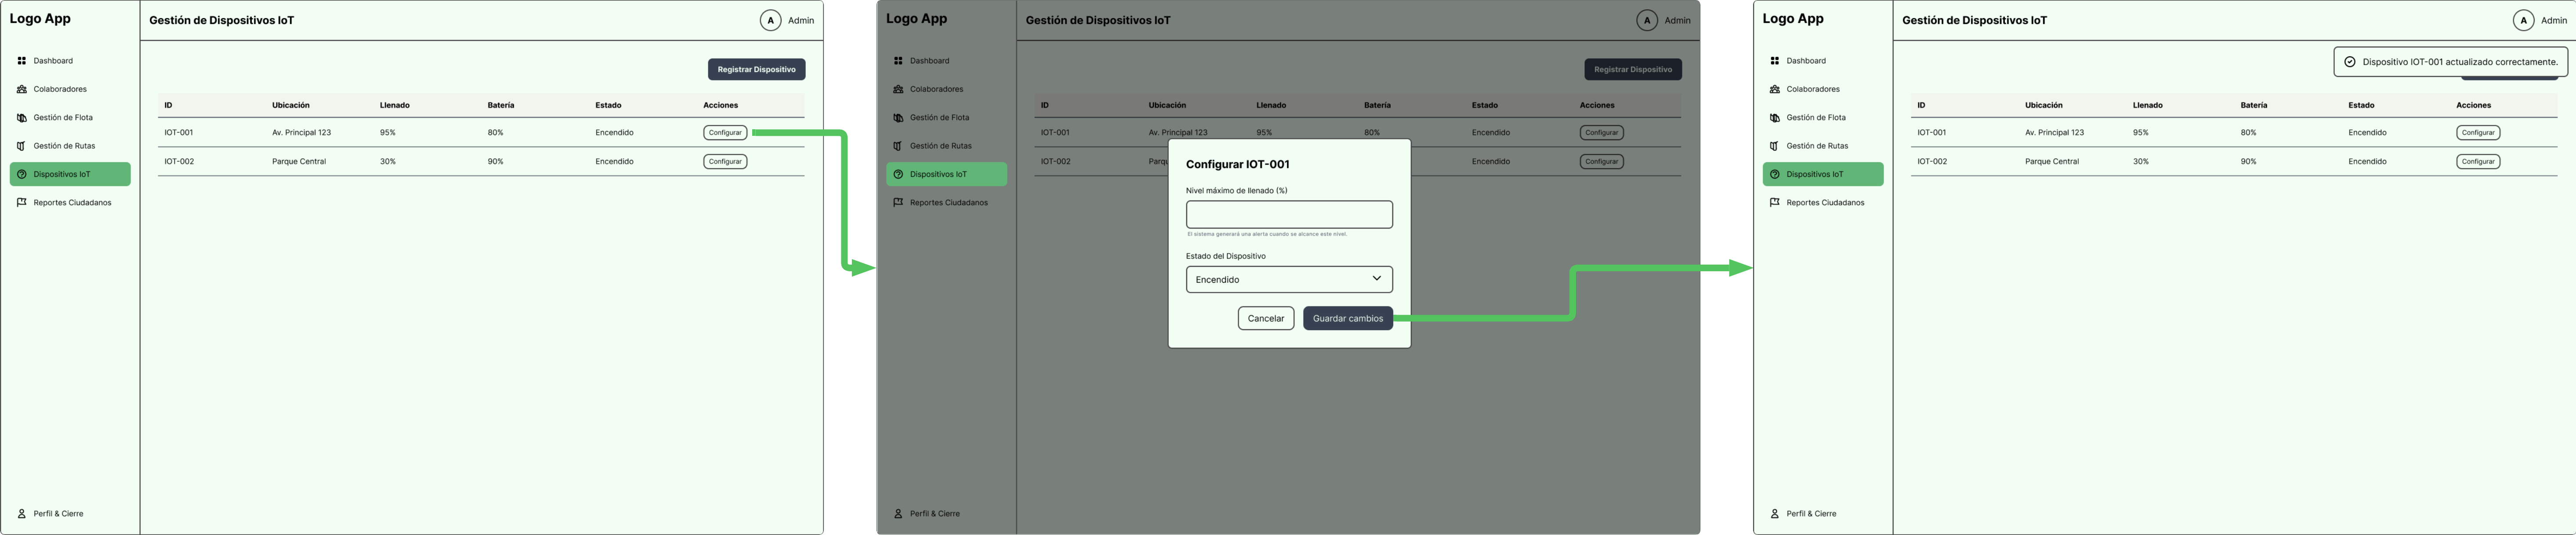 Logo App
Gestión de Dispositivos IoT
A Admin
Dashboard
Colaboradores
Gestión de Flota
Gestión de Rutas
Dispositivos IoT
Reportes Ciudadanos
Perfil & Cierre
Registrar Dispositivo
ID Ubicación Llenado Batería Estado Acciones
IOT-001 Av. Principal 123 95% 80% Encendido Configurar
IOT-002 Parque Central 30% 90% Encendido Configurar
Logo App
Gestión de Dispositivos IoT
A Admin
Dashboard
Colaboradores
Gestión de Flota
Gestión de Rutas
Dispositivos IoT
Reportes Ciudadanos
Perfil & Cierre
Registrar Dispositivo
ID Ubicación Llenado Batería Estado Acciones
IOT-001 Av. Principal 123 95% 80% Encendido Configurar
IOT-002 Encendido Configurar
Configurar IOT-001
Nivel máximo de llenado (%)
El sistema generará una alerta cuando se alcance este nivel.
Estado del Dispositivo
Encendido
Cancelar Guardar cambios
Logo App
Gestión de Dispositivos IoT
A Admin
Dashboard
Colaboradores
Gestión de Flota
Gestión de Rutas
Dispositivos IoT
Reportes Ciudadanos
Perfil & Cierre
Dispositivo IOT-001 actualizado correctamente.
ID Ubicación Llenado Batería Estado Acciones
IOT-001 Av. Principal 123 95% 80% Encendido Configurar
IOT-002 Parque Central 30% 90% Encendido Configurar